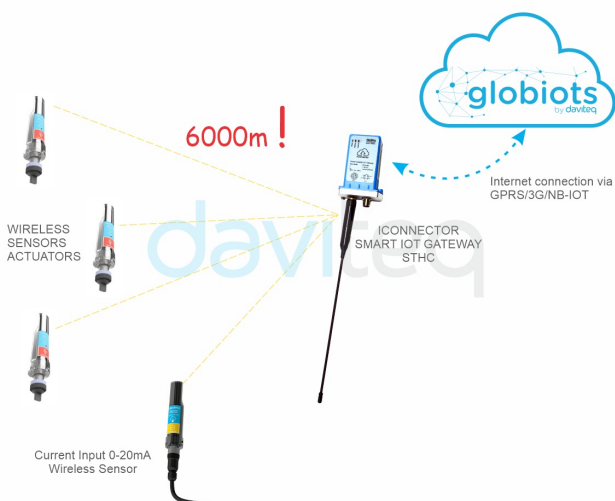 globiots
by daviteq
6000m !
Internet connection via
GPRS/3G/NB-IOT
WIRELESS
SENSORS
ACTUATORS
ICONNECTOR
SMART IOT GATEWAY
STHC
daviteq
Current Input 0-20mA
Wireless Sensor